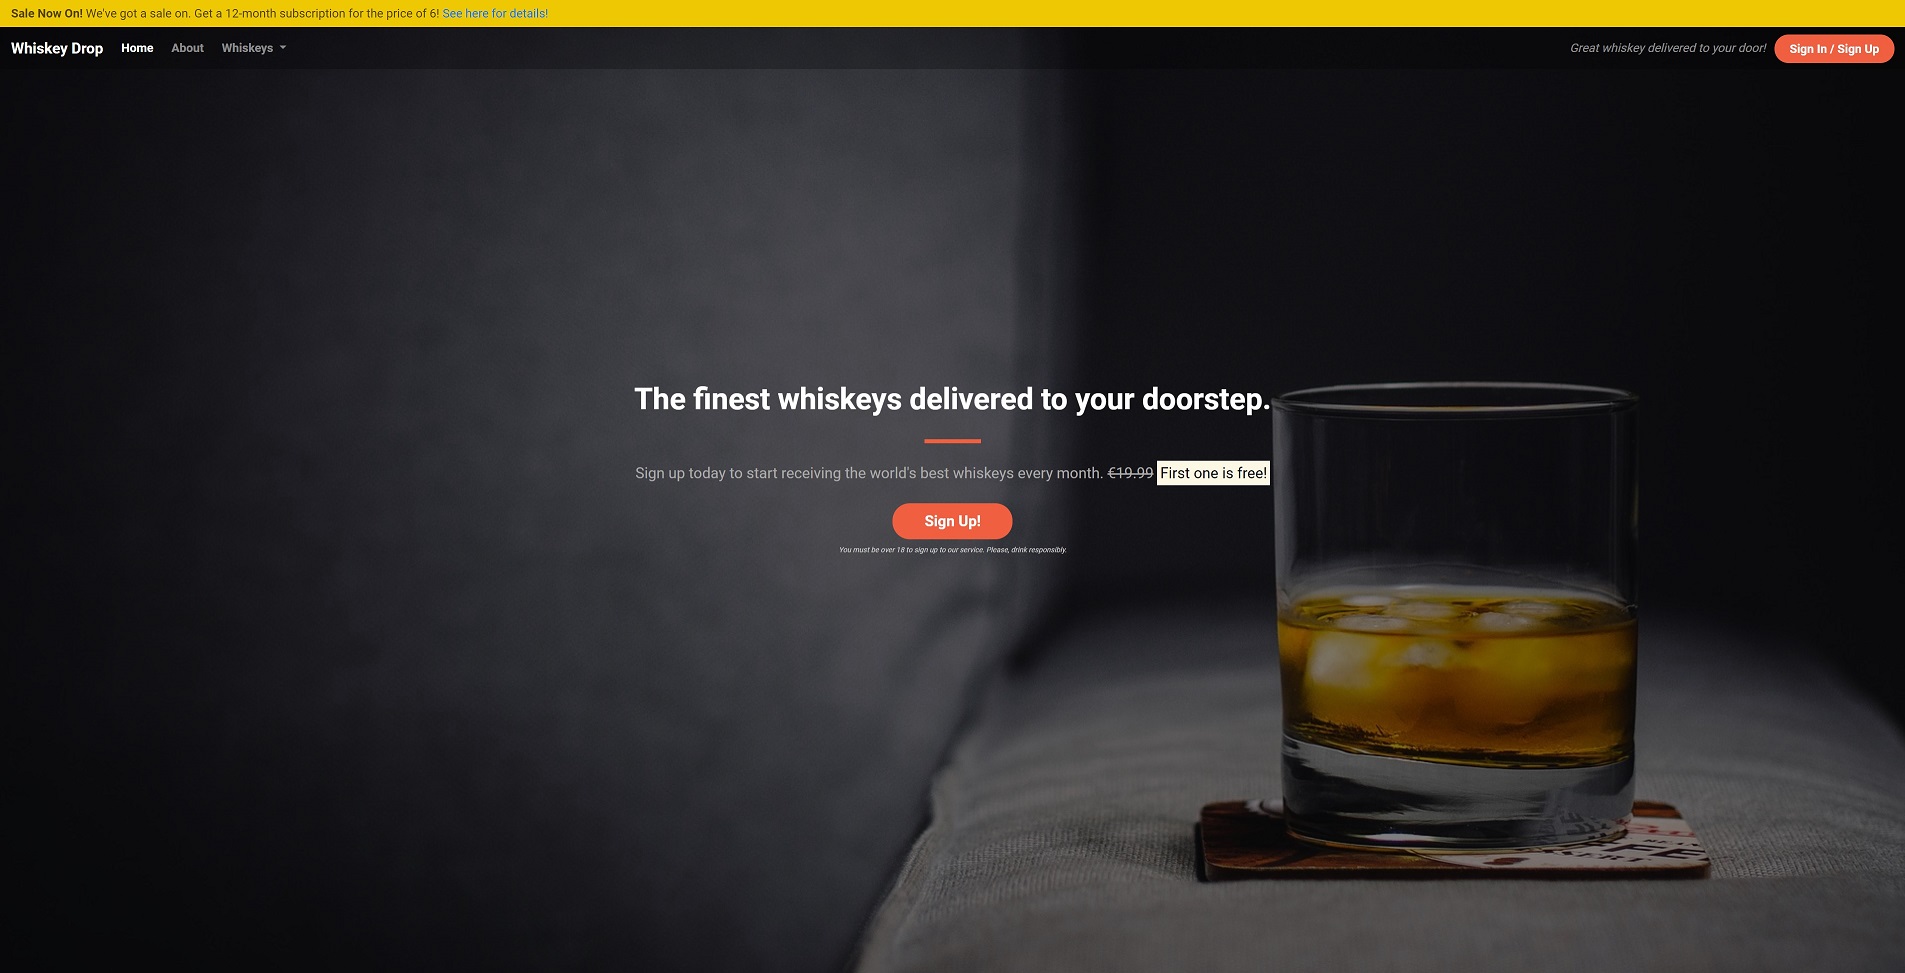 Sale Now On! We've got a sale on. Get a 12-month subscription for the price of 6! See here for details!
Whiskey Drop Home About Whiskeys Great whiskey delivered to your door! Sign In / Sign Up
The finest whiskeys delivered to your doorstep.
Sign up today to start receiving the world's best whiskeys every month. €19.99 First one is free!
Sign Up!
You must be over 18 to sign up to our service. Please, drink responsibly.